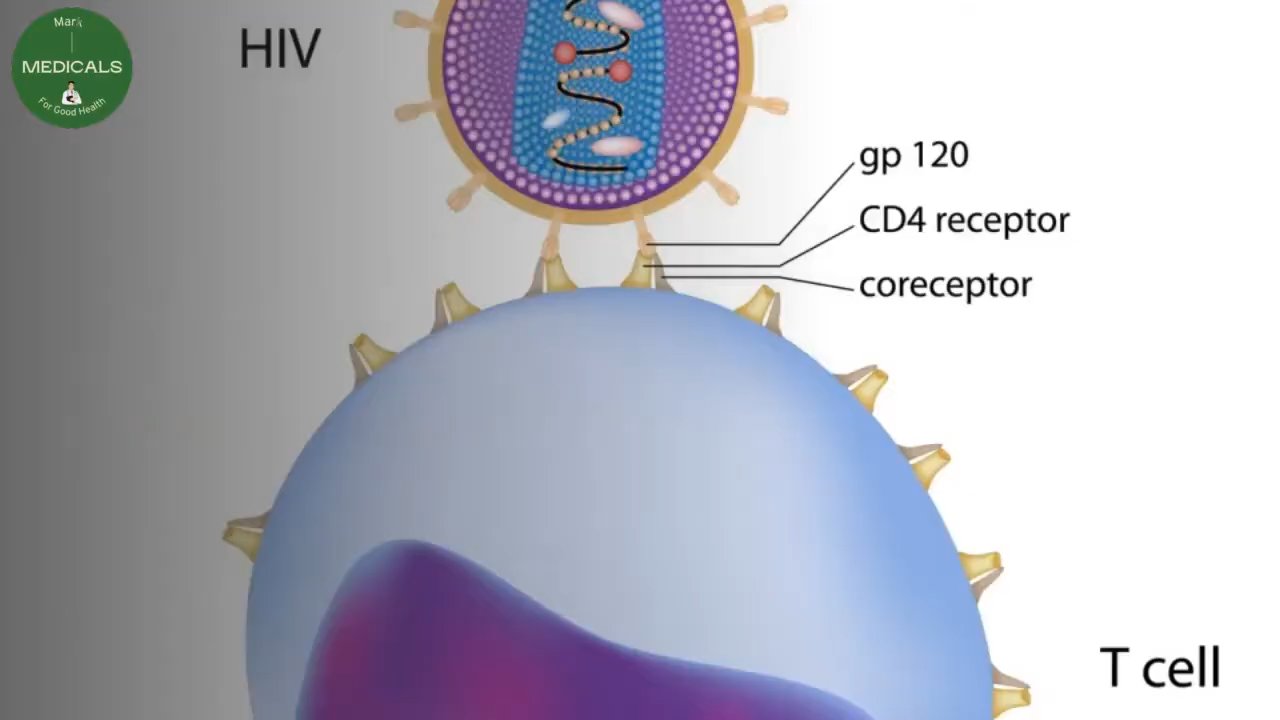 Mark
MEDICALS
For Good Health
HIV
gp 120
CD4 receptor
coreceptor
T cell